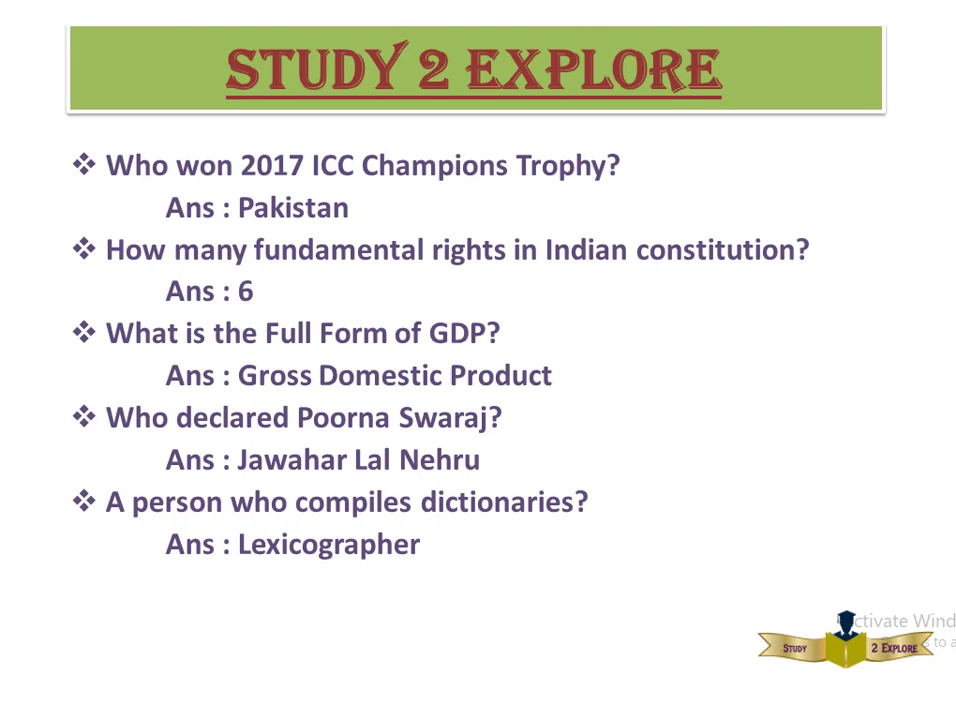 STUDY 2 EXPLORE
❖ Who won 2017 ICC Champions Trophy?
Ans : Pakistan
❖ How many fundamental rights in Indian constitution?
Ans : 6
❖ What is the Full Form of GDP?
Ans : Gross Domestic Product
❖ Who declared Poorna Swaraj?
Ans : Jawahar Lal Nehru
❖ A person who compiles dictionaries?
Ans : Lexicographer
ctivate Wind
s to a
STUDY 2 EXPLORE